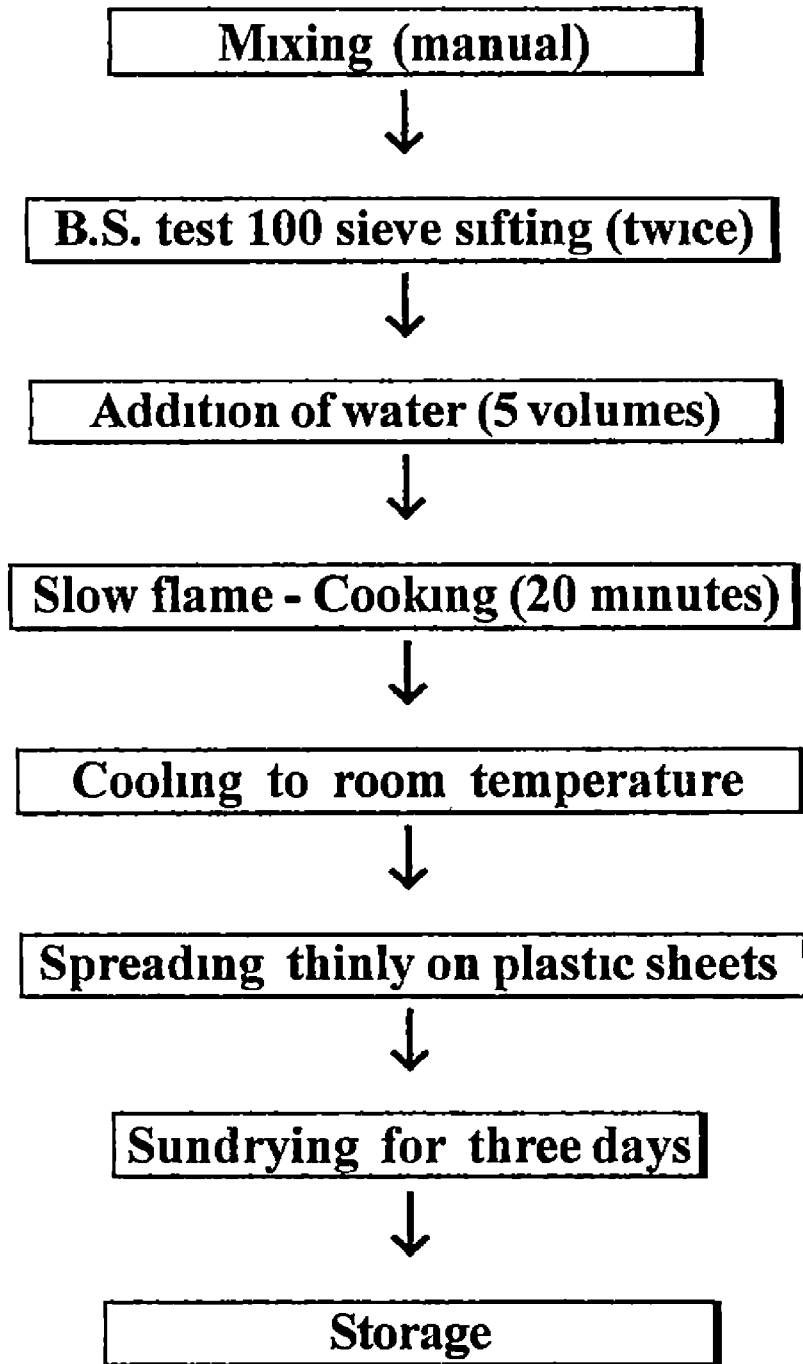 Mixing (manual)
B.S. test 100 sieve sifting (twice)
Addition of water (5 volumes)
Slow flame - Cooking (20 minutes)
Cooling to room temperature
Spreading thinly on plastic sheets
Sundrying for three days
Storage